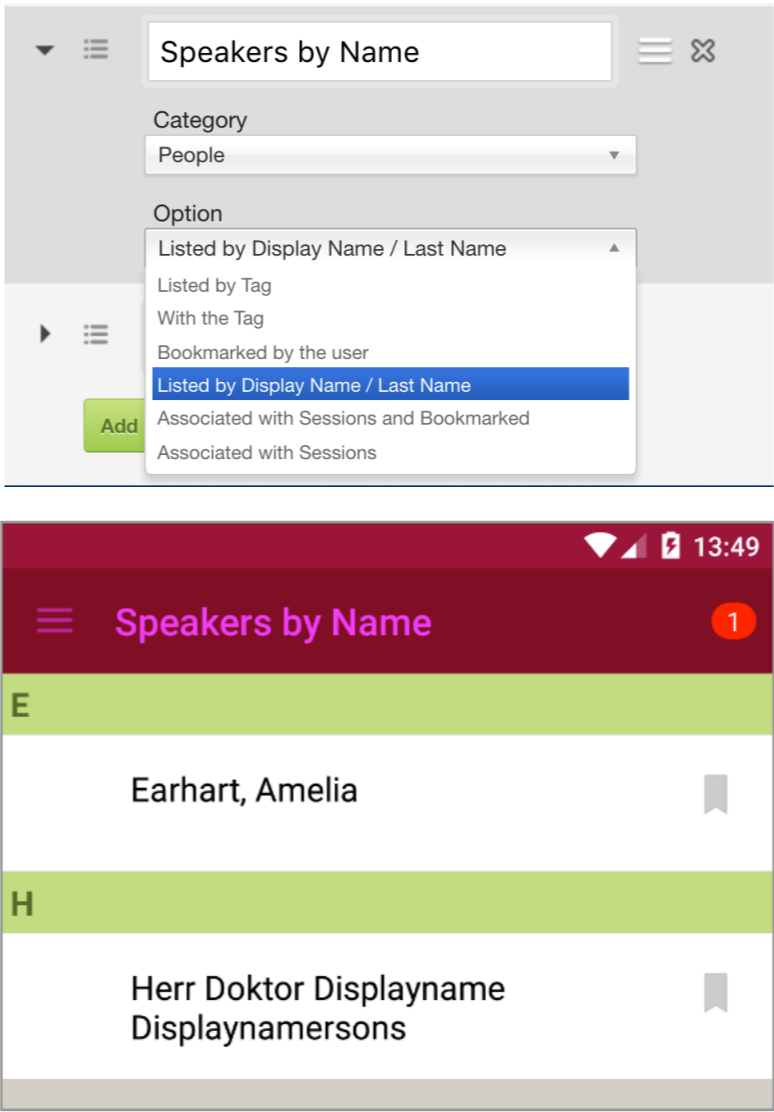 Speakers by Name
Category
People
Option
Listed by Display Name / Last Name
Listed by Tag
With the Tag
Bookmarked by the user
Listed by Display Name / Last Name
Associated with Sessions and Bookmarked
Associated with Sessions
Add
13:49
Speakers by Name
1
E
Earhart, Amelia
H
Herr Doktor Displayname
Displaynamersons